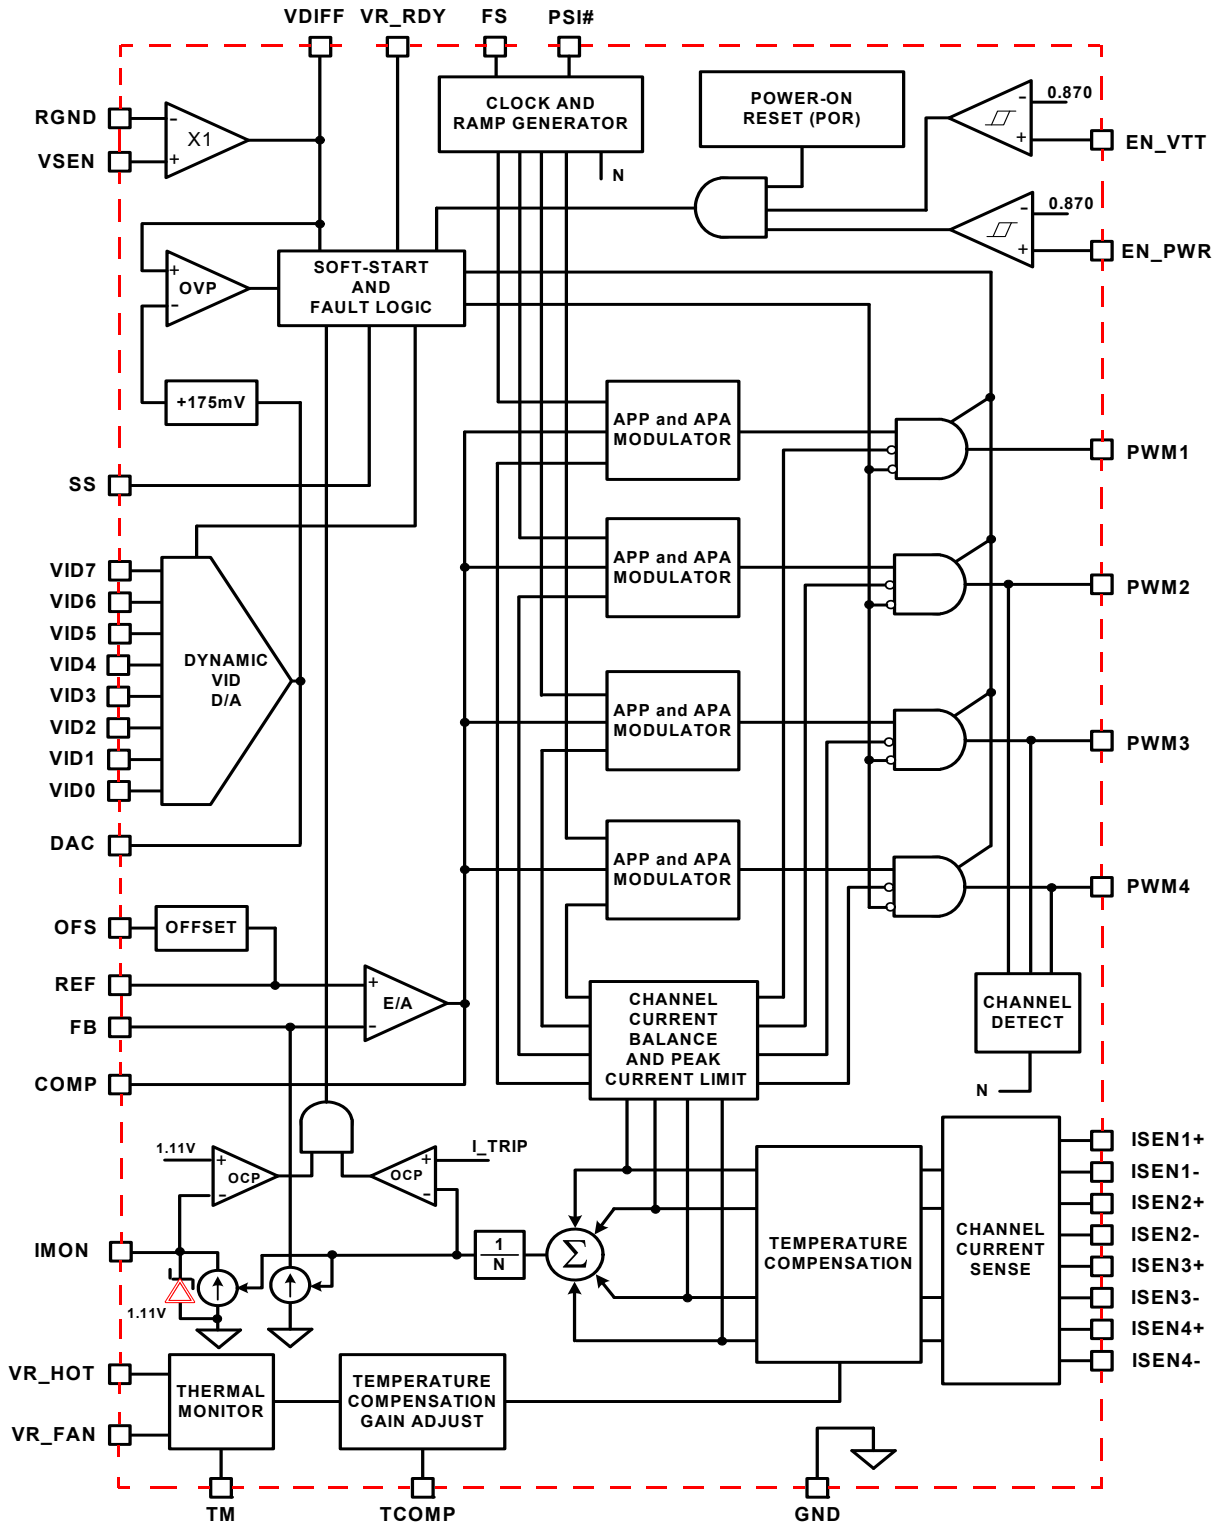 VDIFF
VR_RDY
FS
PSI#
RGND
VSEN
-
+
X1
CLOCK AND
RAMP GENERATOR
N
POWER-ON
RESET (POR)
-
+
0.870
EN_VTT
-
+
0.870
EN_PWR
+
-
OVP
SOFT-START
AND
FAULT LOGIC
+175mV
APP and APA
MODULATOR
PWM1
SS
VID7
VID6
VID5
VID4
VID3
VID2
VID1
VID0
DYNAMIC
VID
D/A
APP and APA
MODULATOR
PWM2
APP and APA
MODULATOR
PWM3
DAC
APP and APA
MODULATOR
PWM4
OFS
OFFSET
REF
FB
+
-
E/A
COMP
CHANNEL
CURRENT
BALANCE
AND PEAK
CURRENT LIMIT
CHANNEL
DETECT
N
1.11V
+
-
OCP
+
-
OCP
I_TRIP
IMON
1.11V
1
N
Σ
TEMPERATURE
COMPENSATION
CHANNEL
CURRENT
SENSE
ISEN1+
ISEN1-
ISEN2+
ISEN2-
ISEN3+
ISEN3-
ISEN4+
ISEN4-
VR_HOT
VR_FAN
THERMAL
MONITOR
TEMPERATURE
COMPENSATION
GAIN ADJUST
TM
TCOMP
GND